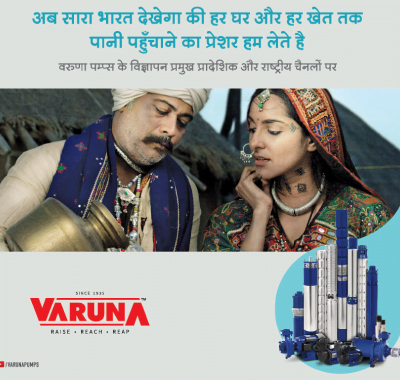 अब सारा भारत देखेगा की हर घर और हर खेत तक
पानी पहुँचाने का प्रेशर हम लेते है
वरुणा पम्प्स के विज्ञापन प्रमुख प्रादेशिक और राष्ट्रीय चैनलों पर
SINCE 1935
VARUNA™
RAISE • REACH • REAP
/VARUNAPUMPS